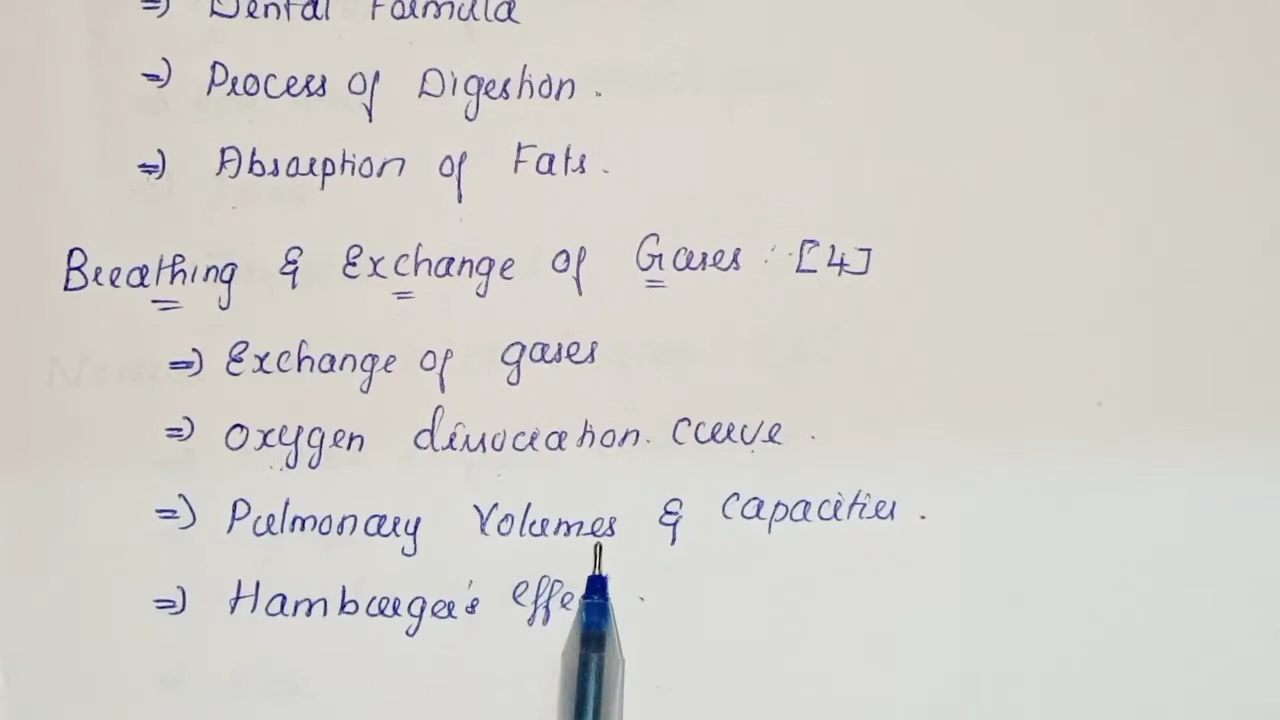 =) Dental Formula
=) Process of Digestion.
=) Absorption of Fats.
Breathing & Exchange of Gases: [4]
=) Exchange of gases
=) Oxygen dissociation curve.
=) Pulmonary Volumes & capacities.
=) Hamburger's